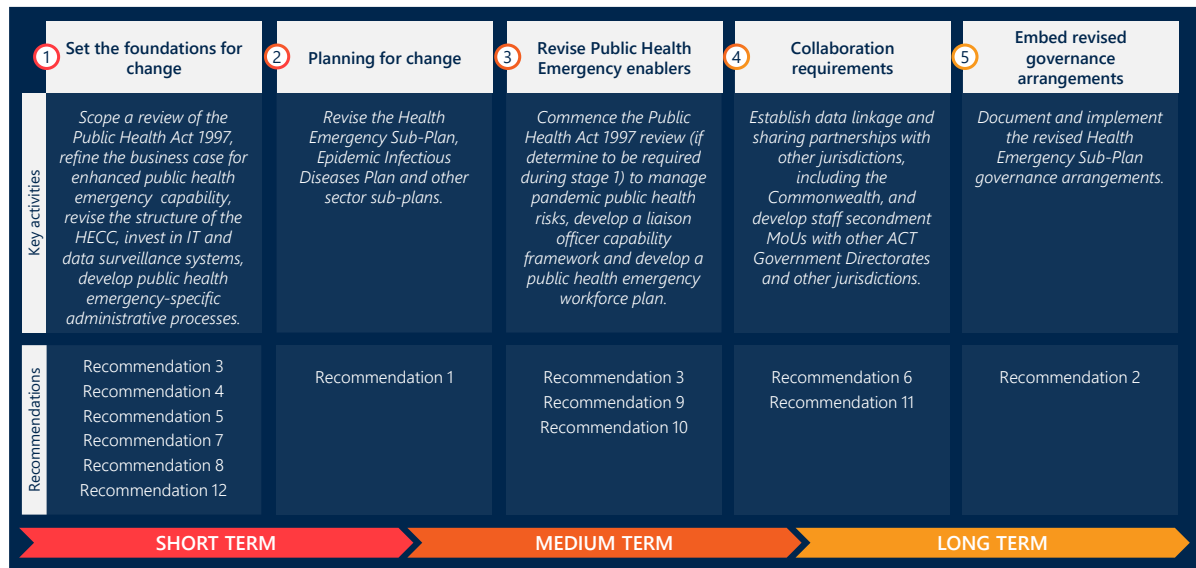 1
Set the foundations for
change
2
Planning for change
3
Revise Public Health
Emergency enablers
4
Collaboration
requirements
5
Embed revised
governance
arrangements
Key activities
Scope a review of the
Public Health Act 1997,
refine the business case for
enhanced public health
emergency capability,
revise the structure of the
HECC, invest in IT and
data surveillance systems,
develop public health
emergency-specific
administrative processes.
Revise the Health
Emergency Sub-Plan,
Epidemic Infectious
Diseases Plan and other
sector sub-plans.
Commence the Public
Health Act 1997 review (if
determine to be required
during stage 1) to manage
pandemic public health
risks, develop a liaison
officer capability
framework and develop a
public health emergency
workforce plan.
Establish data linkage and
sharing partnerships with
other jurisdictions,
including the
Commonwealth, and
develop staff secondment
MoUs with other ACT
Government Directorates
and other jurisdictions.
Document and implement
the revised Health
Emergency Sub-Plan
governance arrangements.
Recommendations
Recommendation 3
Recommendation 4
Recommendation 5
Recommendation 7
Recommendation 8
Recommendation 12
Recommendation 1
Recommendation 3
Recommendation 9
Recommendation 10
Recommendation 6
Recommendation 11
Recommendation 2
SHORT TERM
MEDIUM TERM
LONG TERM